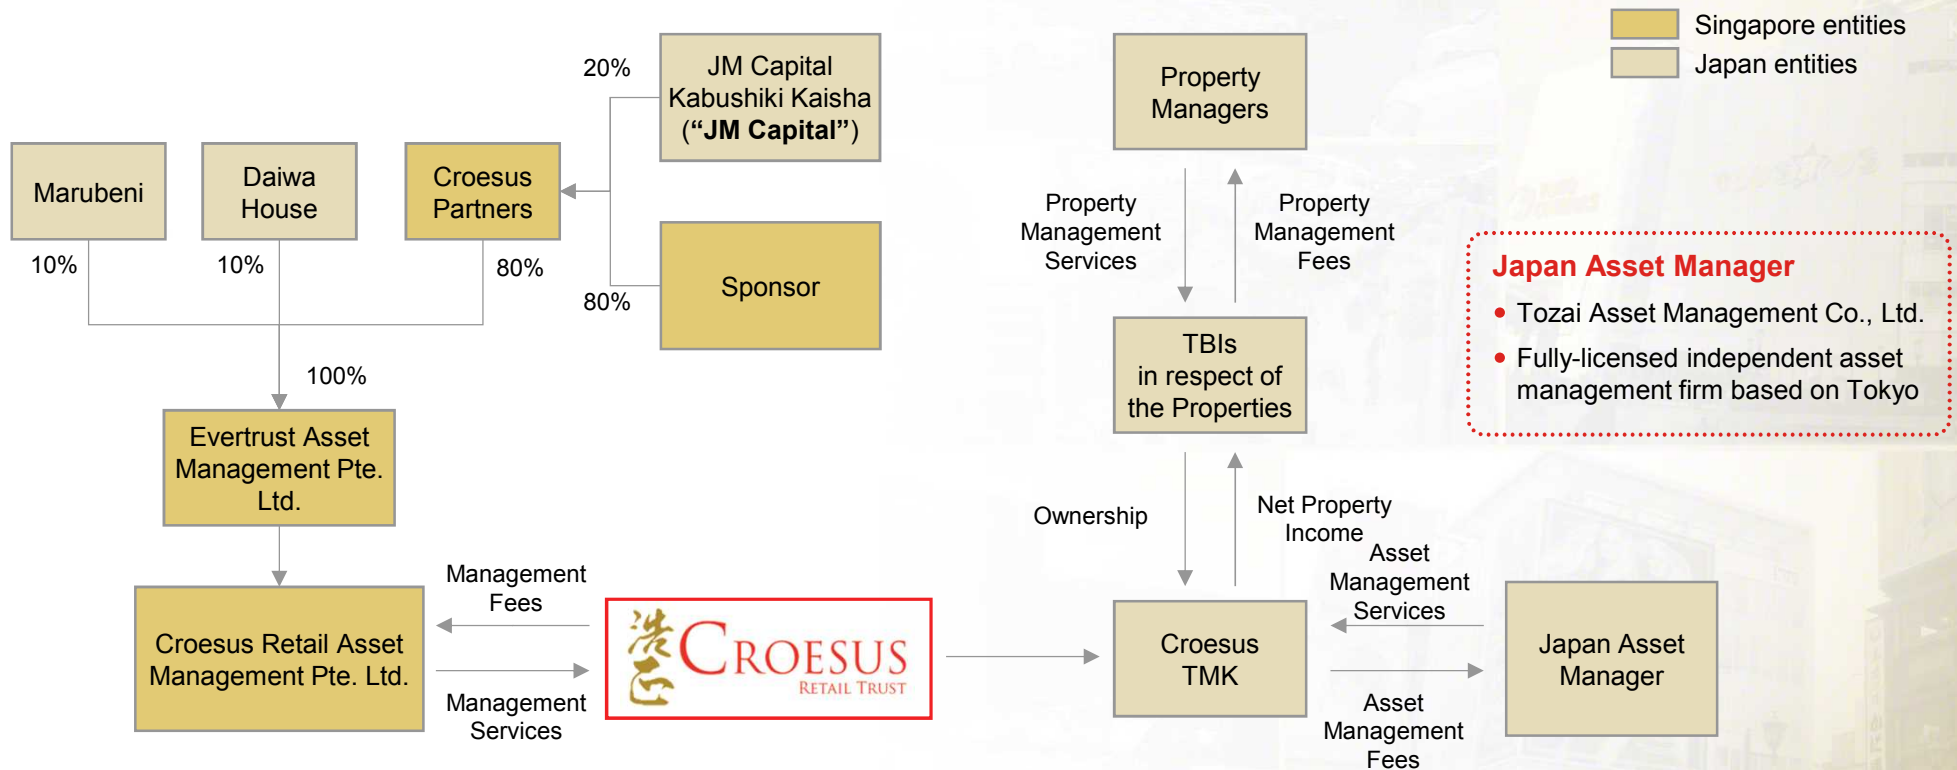 Singapore entities
Japan entities
20%
JM Capital
Kabushiki Kaisha
(“JM Capital”)
Property
Managers
Marubeni
Daiwa
House
Croesus
Partners
10%
10%
80%
80%
Sponsor
Property
Management
Services
Property
Management
Fees
Japan Asset Manager
• Tozai Asset Management Co., Ltd.
• Fully-licensed independent asset
management firm based on Tokyo
TBIs
in respect of
the Properties
100%
Evertrust Asset
Management Pte.
Ltd.
Ownership
Net Property
Income
Management
Fees
Croesus Retail Asset
Management Pte. Ltd.
Management
Services
CROESUS
RETAIL TRUST
Croesus
TMK
Asset
Management
Services
Asset
Management
Fees
Japan Asset
Manager